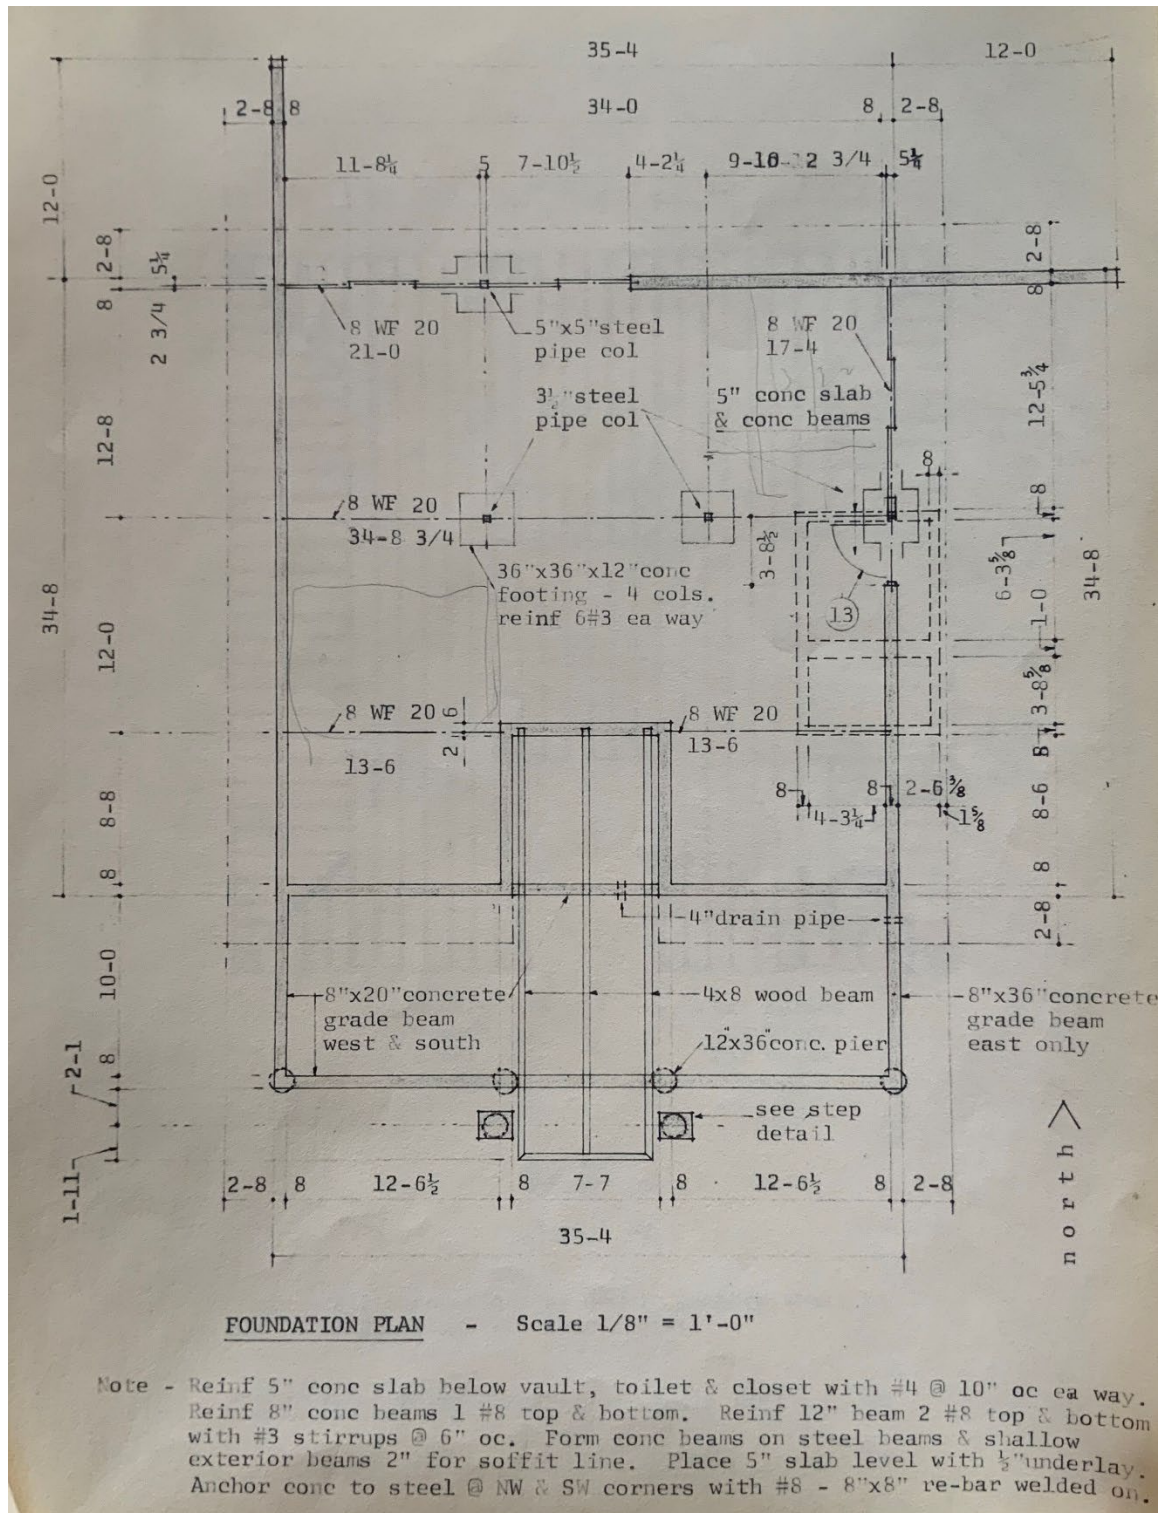 35-4
12-0
2-8
8
34-0
8
2-8
11-8¼
5
7-10½
4-2¼
2 3/4
5¼
12-0
2-8
5¼
8
2 3/4
2-8
8
8 WF 20
21-0
5"x5"steel
pipe col
8 WF 20
17-4
3½"steel
pipe col
5" conc slab
& conc beams
12-8
12-5¾
8
8
8 WF 20
34-8 3/4
3-8½
6-3⅝
34-8
36"x36"x12"conc
footing - 4 cols.
reinf 6#3 ea way
13
1-0
34-8
12-0
8 WF 20
13-6
6
2
8 WF 20
13-6
3-8⅝
8
8
4-3¼
8
2-6⅜
1⅝
8-8
8-6
8
8
4"drain pipe
2-8
10-0
8"x20"concrete
grade beam
west & south
4x8 wood beam
8"x36"concrete
grade beam
east only
12"x36"conc. pier
2-1
8
see step
detail
1-11
2-8
8
12-6½
8
7-7
8
12-6½
8
2-8
35-4
north
FOUNDATION PLAN - Scale 1/8" = 1'-0"
Note - Reinf 5" conc slab below vault, toilet & closet with #4 @ 10" oc ea way.
Reinf 8" conc beams 1 #8 top & bottom. Reinf 12" beam 2 #8 top & bottom
with #3 stirrups @ 6" oc. Form conc beams on steel beams & shallow
exterior beams 2" for soffit line. Place 5" slab level with ½"underlay.
Anchor conc to steel @ NW & SW corners with #8 - 8"x8" re-bar welded on.